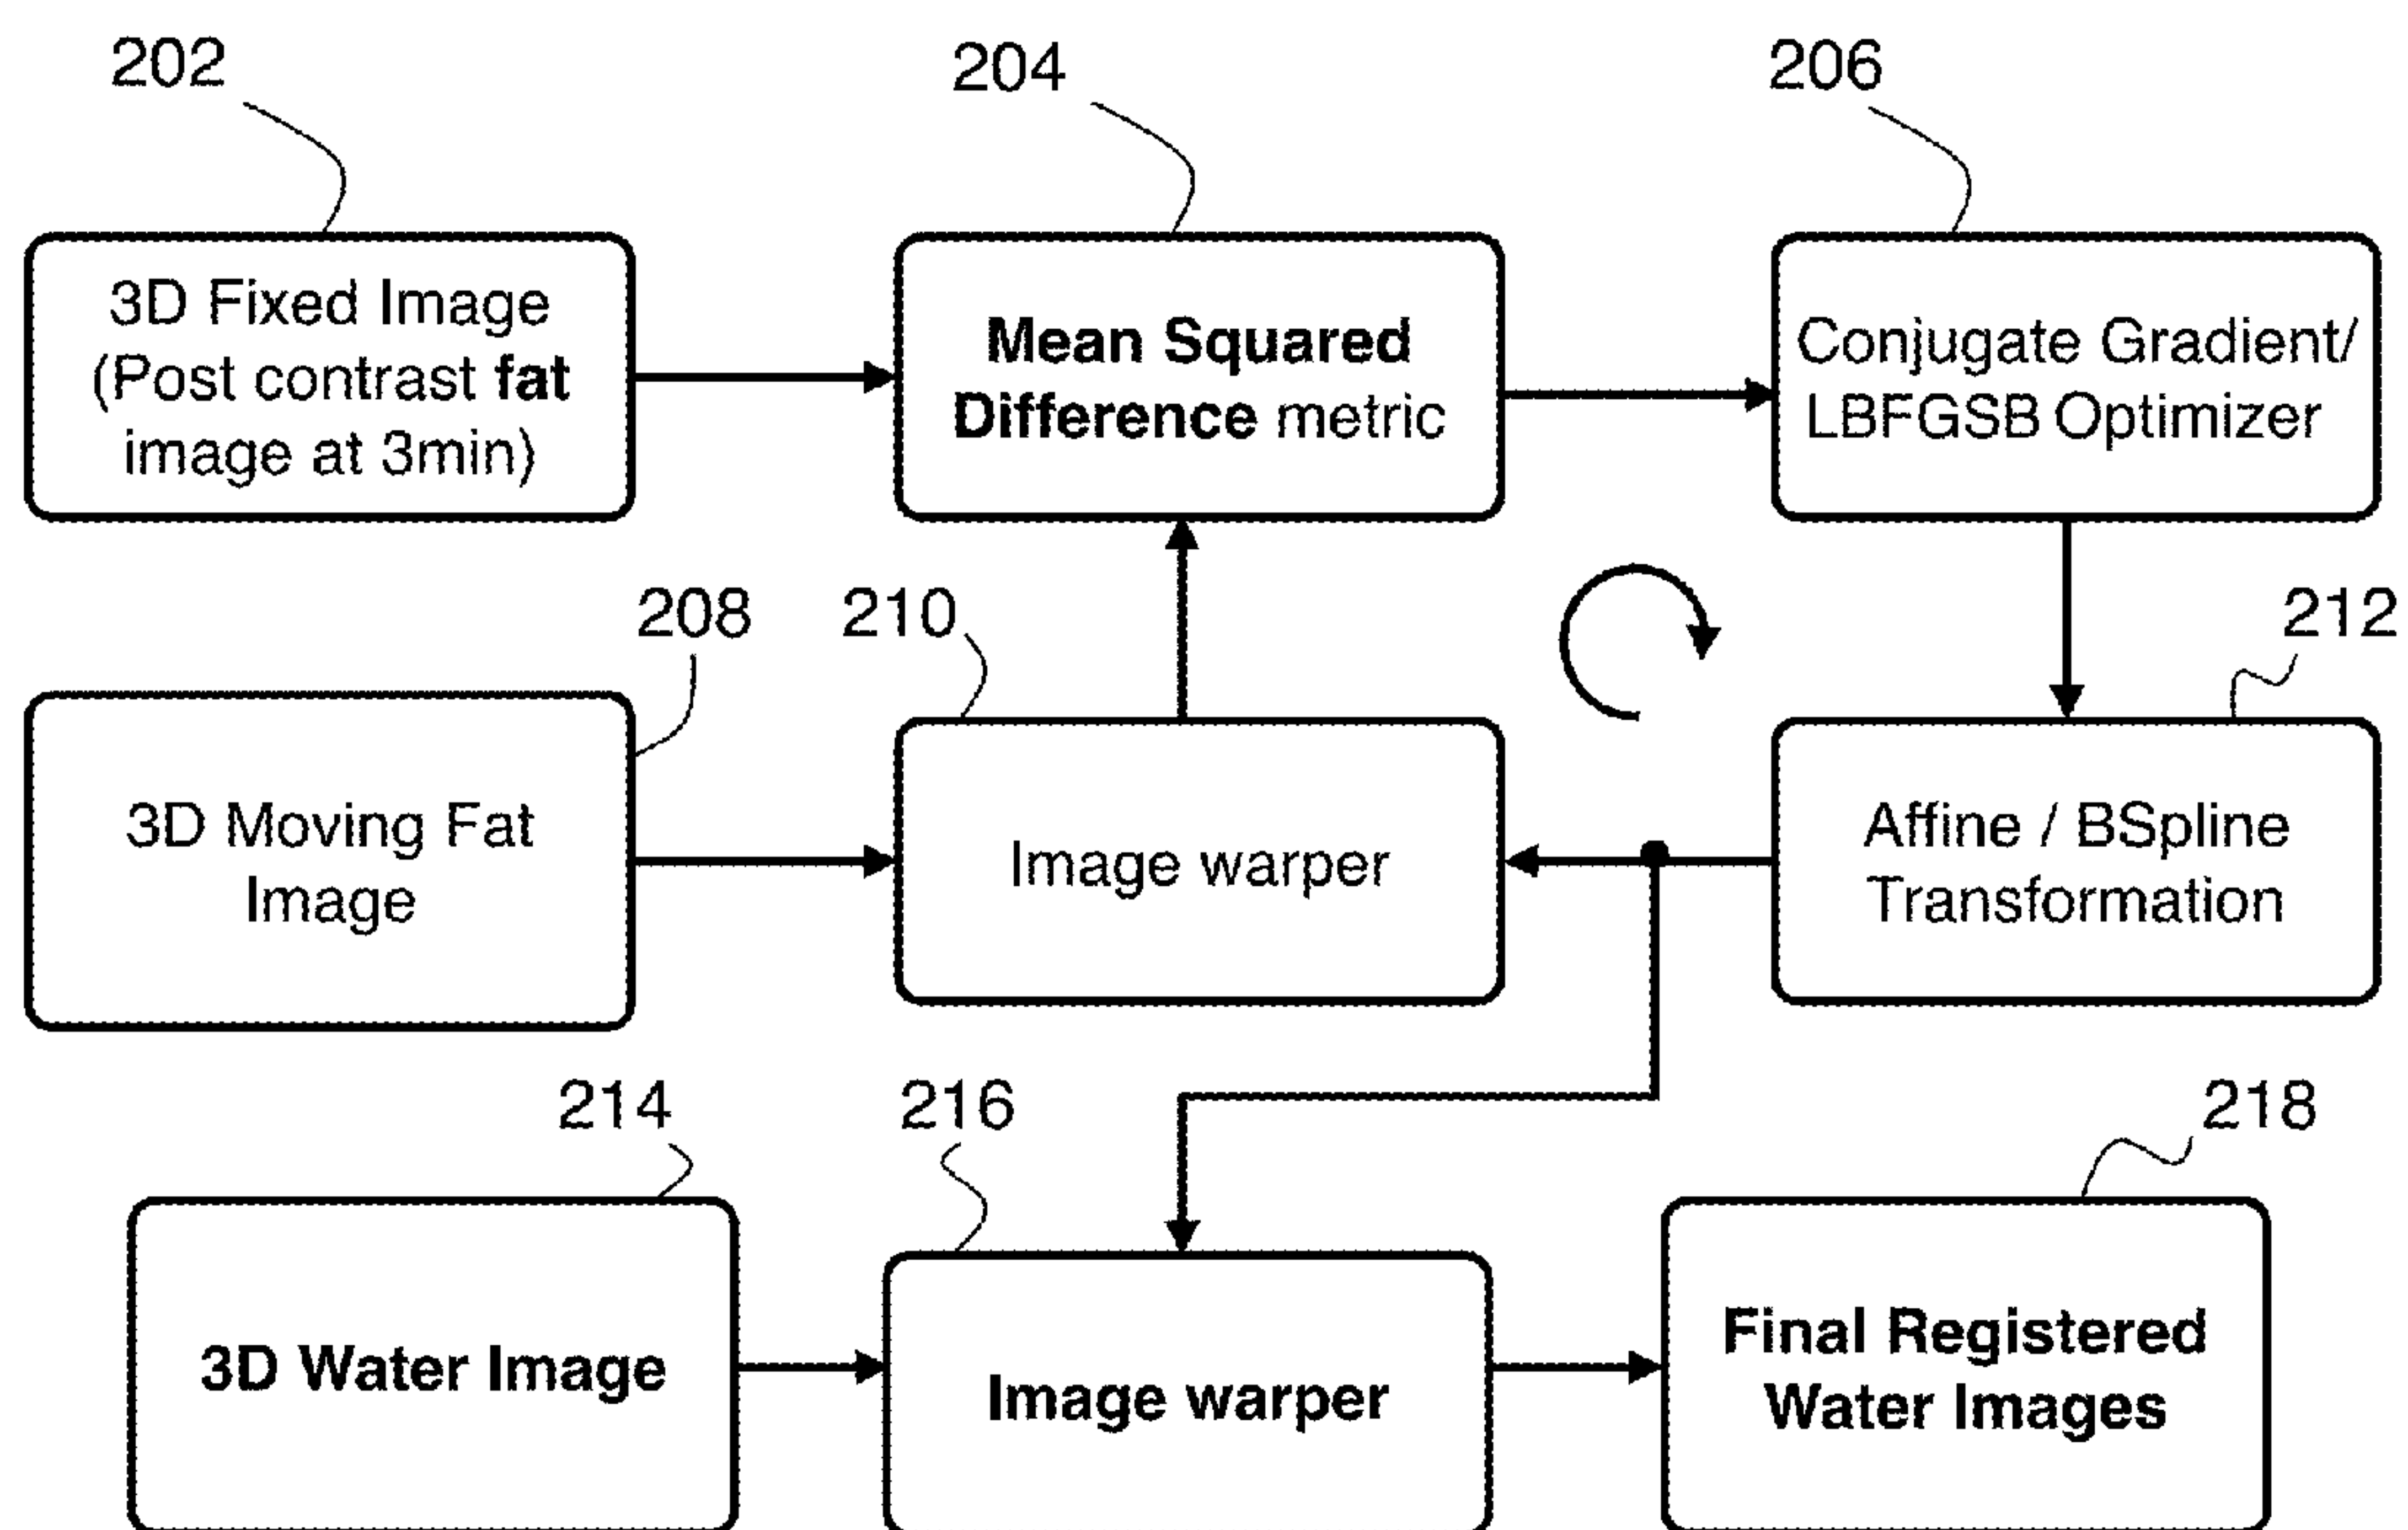 202
204
206
3D Fixed Image
(Post contrast fat
image at 3min)
Mean Squared
Difference metric
Conjugate Gradient/
LBFGSB Optimizer
208
210
212
3D Moving Fat
Image
Image warper
Affine / BSpline
Transformation
214
216
218
3D Water Image
Image warper
Final Registered
Water Images